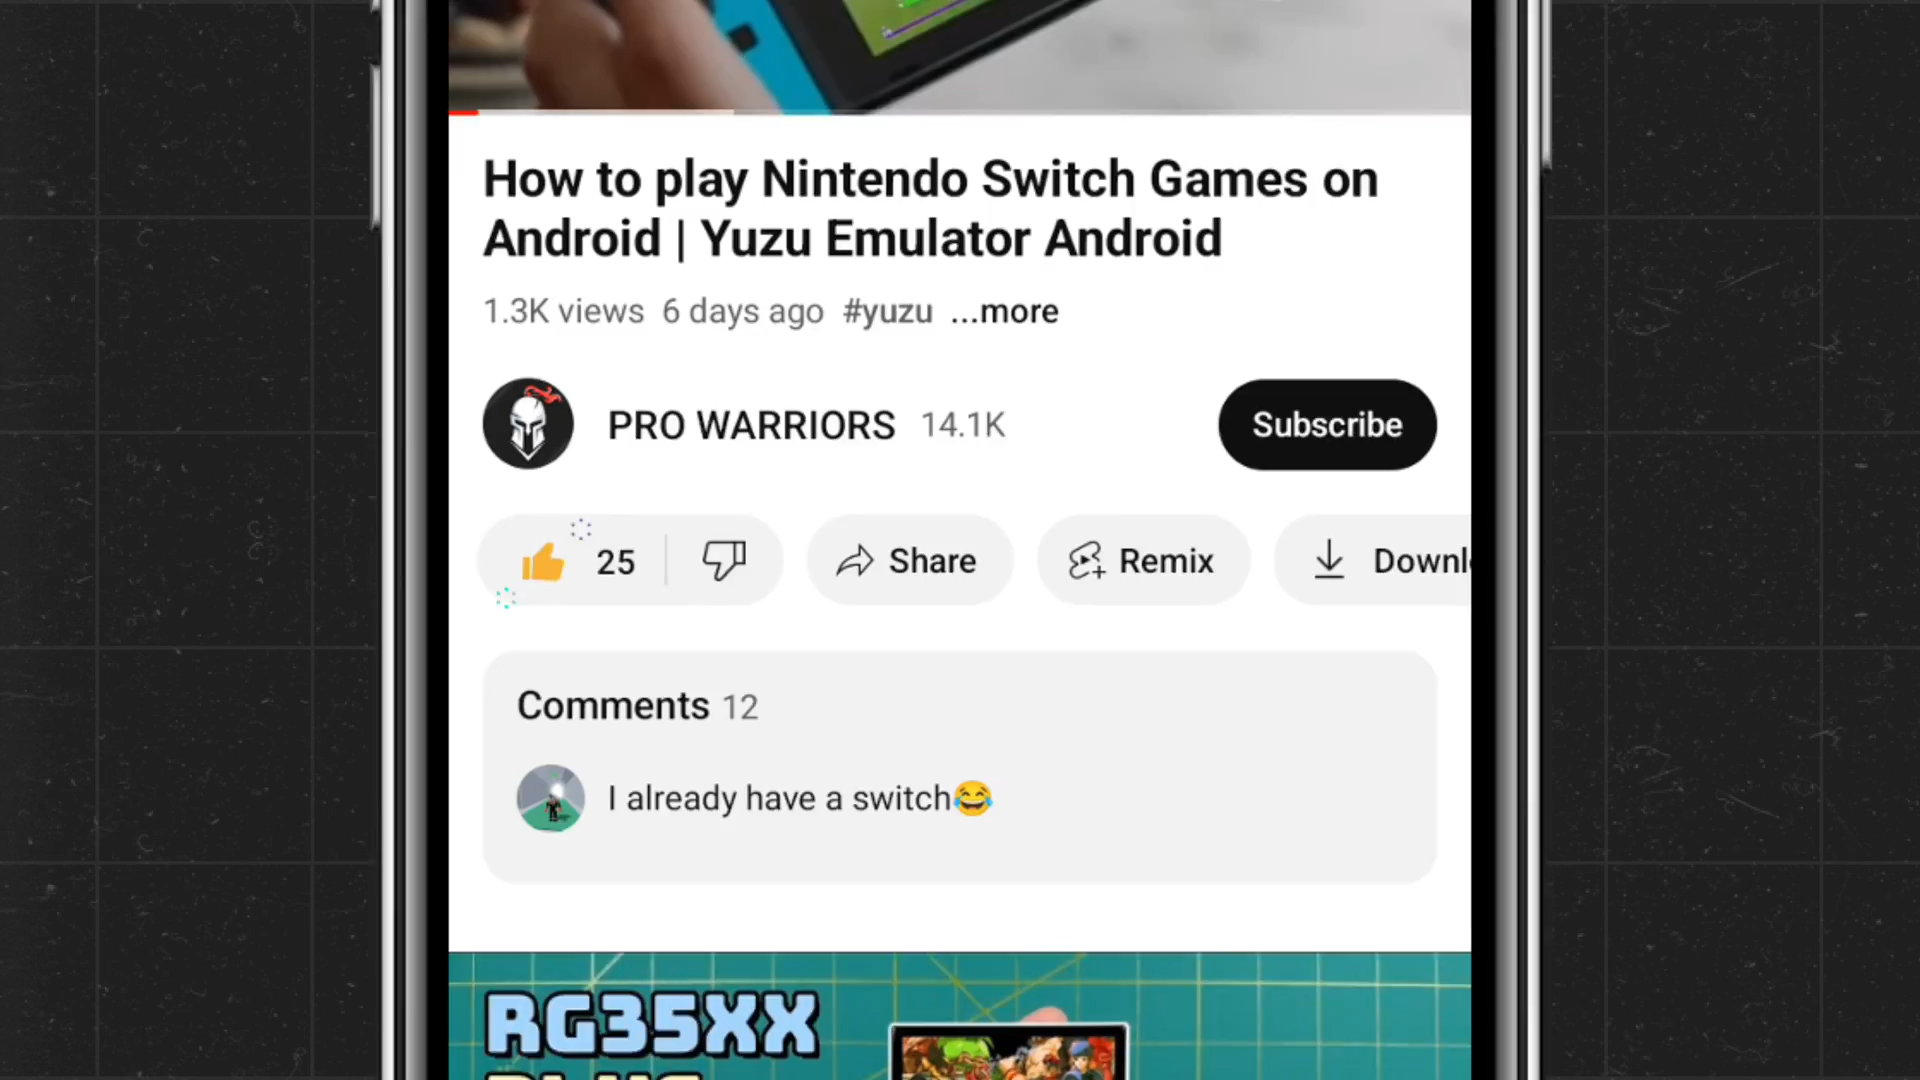 How to play Nintendo Switch Games on
Android | Yuzu Emulator Android
1.3K views 6 days ago #yuzu ...more
PRO WARRIORS 14.1K Subscribe
25 Share Remix Downl
Comments 12
I already have a switch😂
RG35XX
PLUS